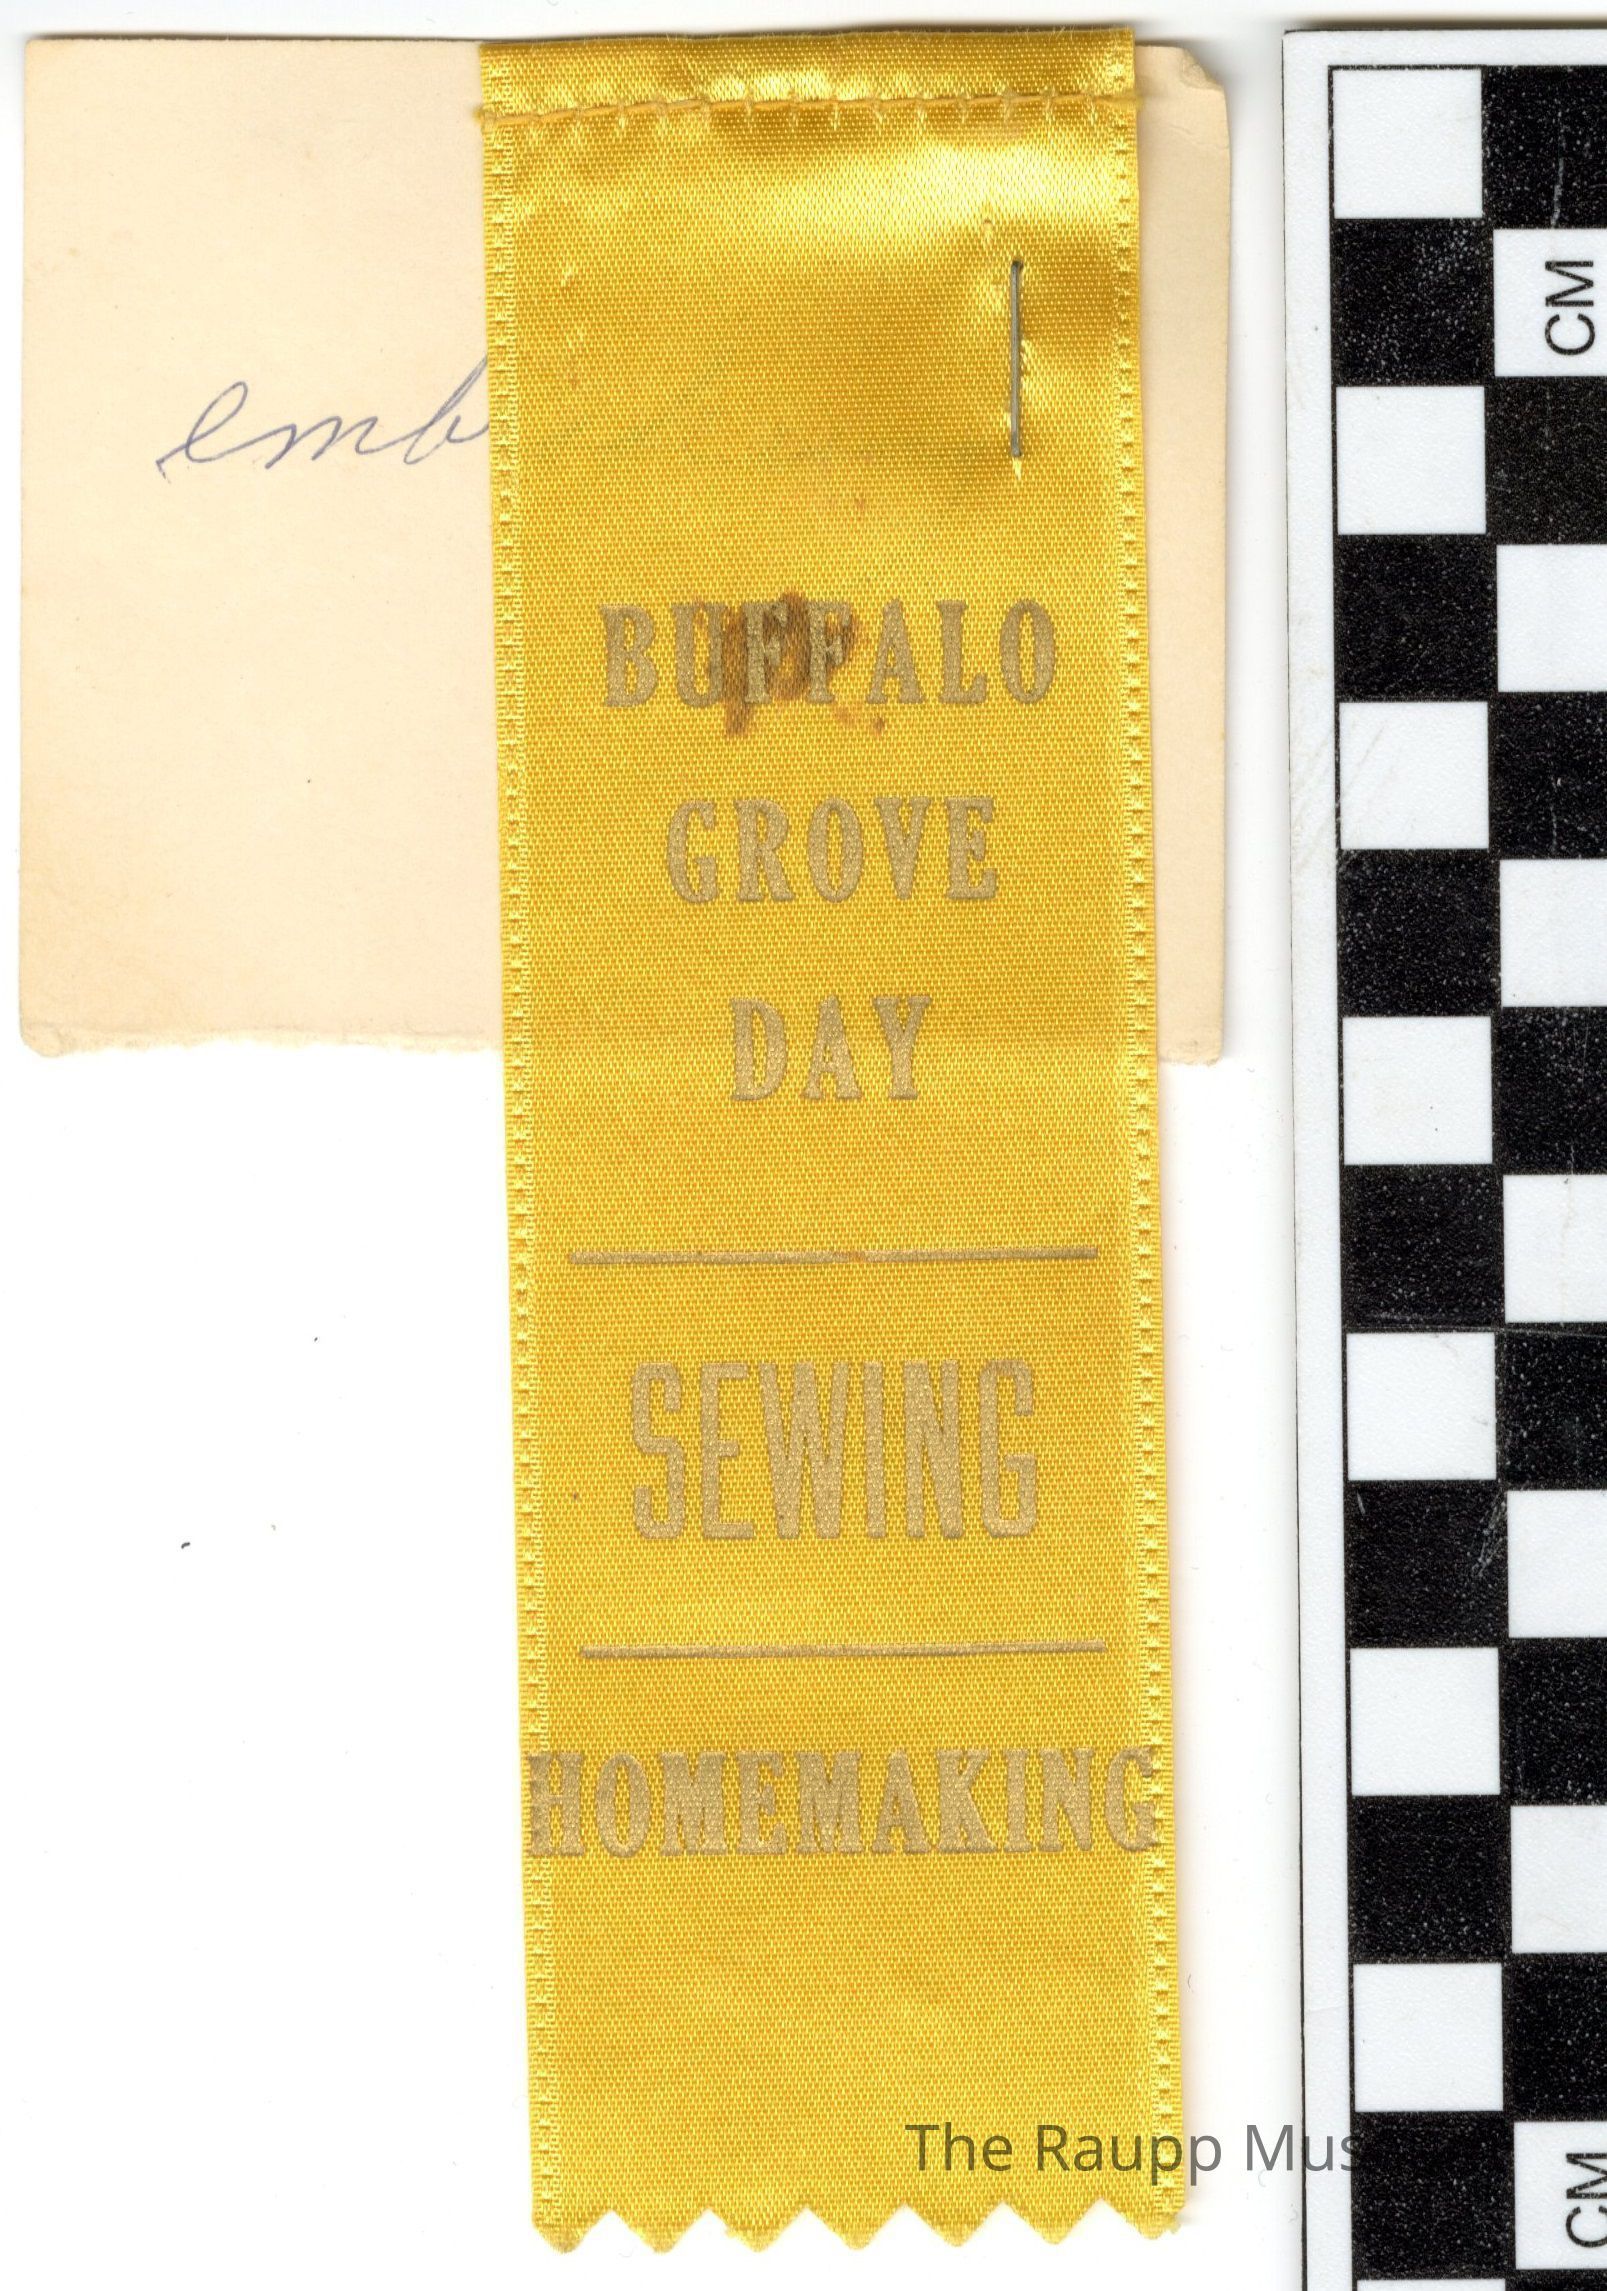 emb
BUFFALO
GROVE
DAY
SEWING
HOMEMAKING
CM
CM
The Raupp Mus